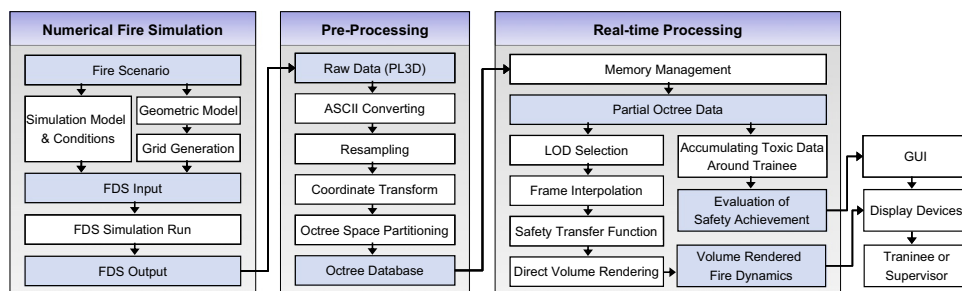 Numerical Fire Simulation
Fire Scenario
Simulation Model
& Conditions
Geometric Model
Grid Generation
FDS Input
FDS Simulation Run
FDS Output
Pre-Processing
Raw Data (PL3D)
ASCII Converting
Resampling
Coordinate Transform
Octree Space Partitioning
Octree Database
Real-time Processing
Memory Management
Partial Octree Data
LOD Selection
Frame Interpolation
Safety Transfer Function
Direct Volume Rendering
Accumulating Toxic Data
Around Trainee
Evaluation of
Safety Achievement
Volume Rendered
Fire Dynamics
GUI
Display Devices
Traninee or
Supervisor